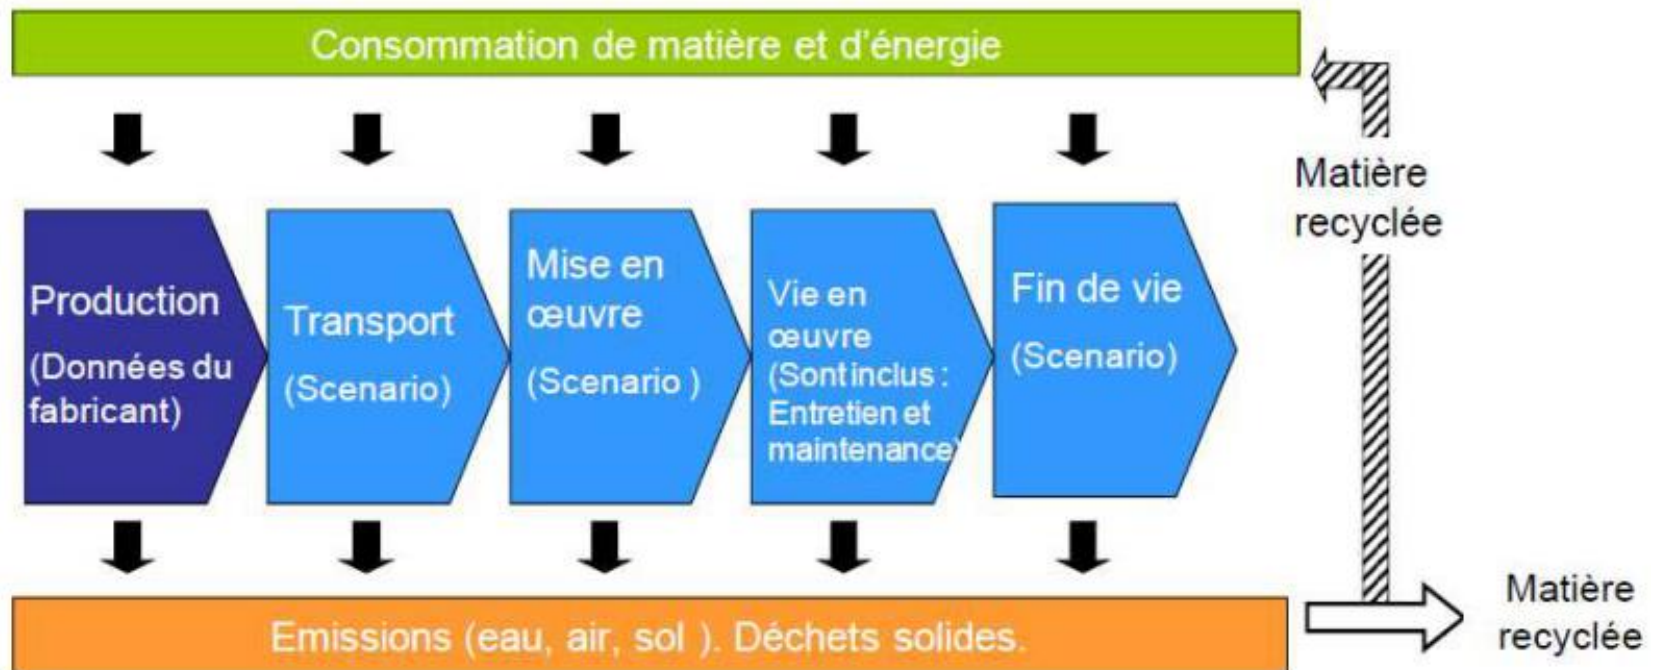 Consommation de matière et d'énergie
Matière
recyclée
Production
(Données du
fabricant)
Transport
(Scenario)
Mise en
œuvre
(Scenario )
Vie en
œuvre
(Sont inclus :
Entretien et
maintenance)
Fin de vie
(Scenario)
Emissions (eau, air, sol ). Déchets solides.
Matière
recyclée